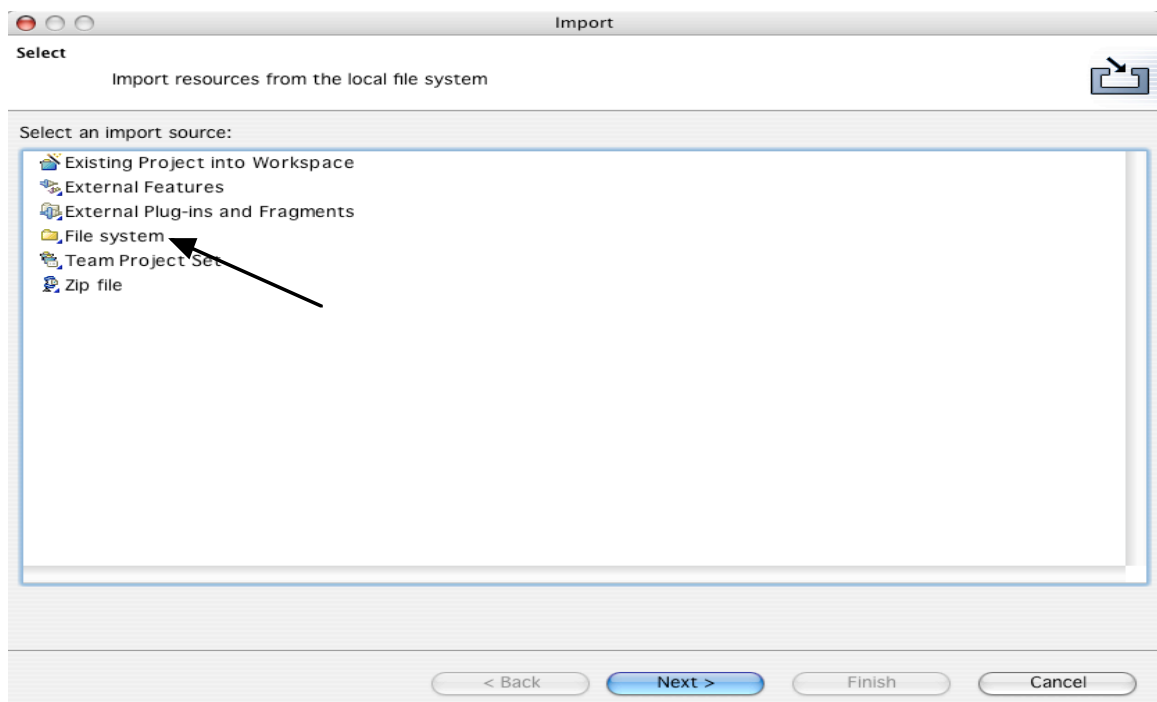 Import
Select
Import resources from the local file system
Select an import source:
Existing Project into Workspace
External Features
External Plug-ins and Fragments
File system
Team Project Set
Zip file
< Back
Next >
Finish
Cancel